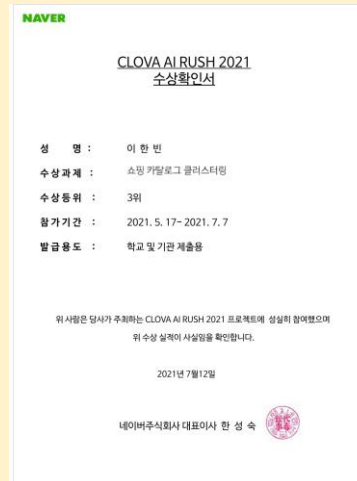 NAVER
CLOVA AI RUSH 2021
수상확인서
성 명 : 이 한 빈
수상과제 : 쇼핑 카탈로그 클러스터링
수상등위 : 3위
참가기간 : 2021. 5. 17~ 2021. 7. 7
발급용도 : 학교 및 기관 제출용
위 사람은 당사가 주최하는 CLOVA AI RUSH 2021 프로젝트에 성실히 참여했으며
위 수상 실적이 사실임을 확인합니다.
2021년 7월12일
네이버주식회사 대표이사 한 성 숙